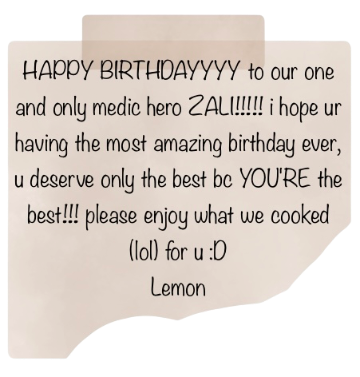 HAPPY BIRTHDAYYYY to our one
and only medic hero ZALI!!!!!! i hope ur
having the most amazing birthday ever,
u deserve only the best bc YOU'RE the
best!!! please enjoy what we cooked
(lol) for u :D
Lemon